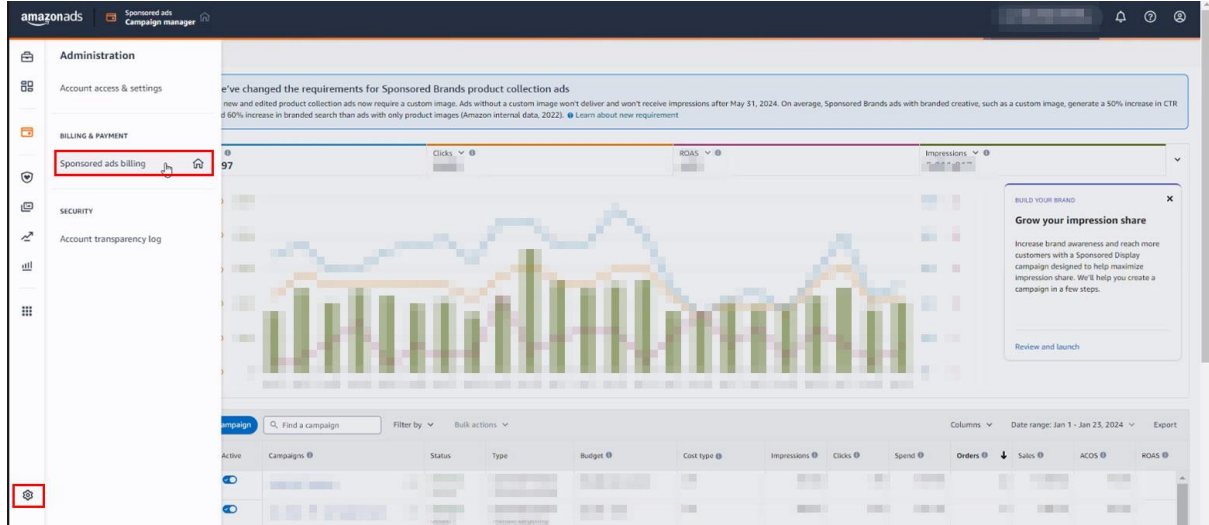 amazonads
Sponsored ads
Campaign manager
Administration
Account access & settings
BILLING & PAYMENT
Sponsored ads billing
SECURITY
Account transparency log
e've changed the requirements for Sponsored Brands product collection ads
new and edited product collection ads now require a custom image. Ads without a custom image won't deliver and won't receive impressions after May 31, 2024. On average, Sponsored Brands ads with branded creative, such as a custom image, generate a 50% increase in CTR
d 60% increase in branded search than ads with only product images (Amazon internal data, 2022). Learn about new requirement
97
Clicks
ROAS
Impressions
BUILD YOUR BRAND
Grow your impression share
Increase brand awareness and reach more
customers with a Sponsored Display
campaign designed to help maximize
impression share. We'll help you create a
campaign in a few steps.
Review and launch
ampaign
Find a campaign
Filter by
Bulk actions
Columns
Date range: Jan 1 - Jan 23, 2024
Export
Active
Campaigns
Status
Type
Budget
Cost type
Impressions
Clicks
Spend
Orders
Sales
ACOS
ROAS